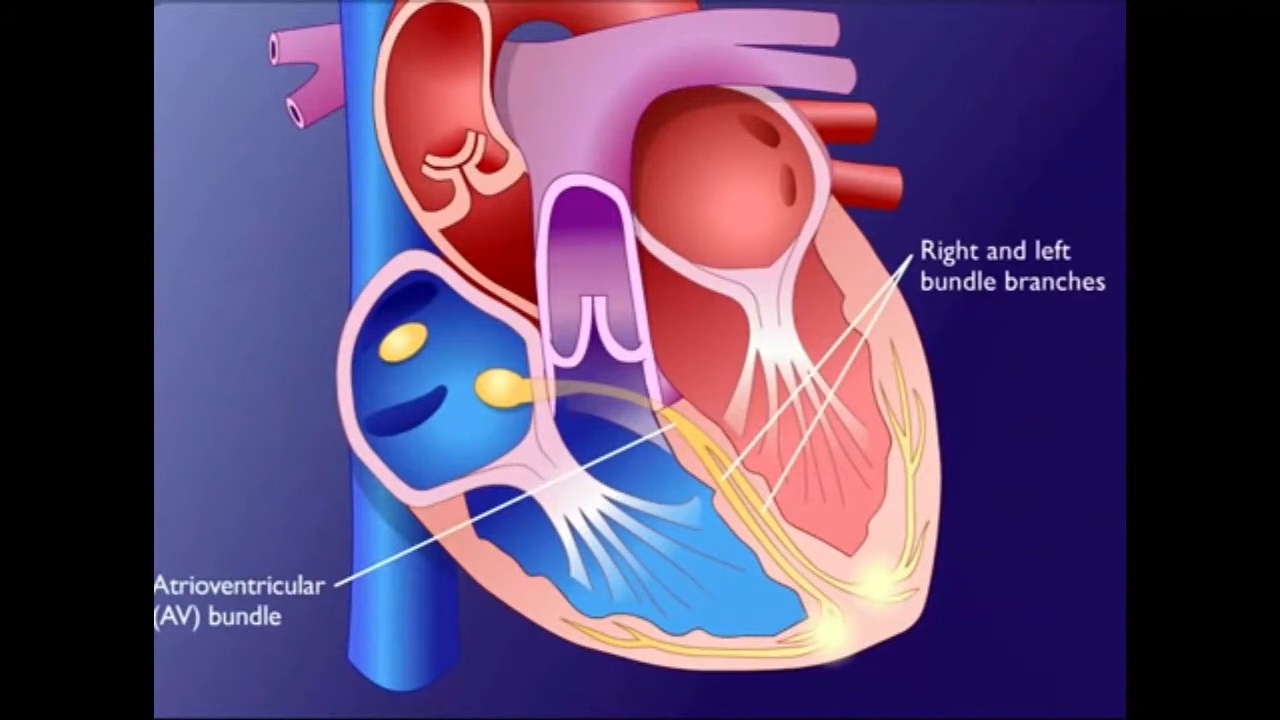 Right and left
bundle branches
Atrioventricular
(AV) bundle